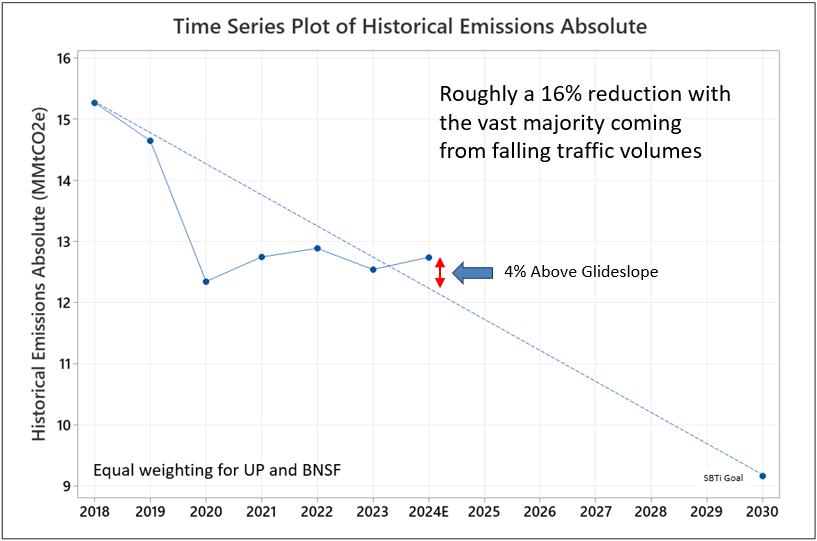 Time Series Plot of Historical Emissions Absolute
Historical Emissions Absolute (MMtCO2e)
16
15
14
13
12
11
10
9
Roughly a 16% reduction with
the vast majority coming
from falling traffic volumes
4% Above Glideslope
Equal weighting for UP and BNSF
SBTi Goal
2018 2019 2020 2021 2022 2023 2024E 2025 2026 2027 2028 2029 2030